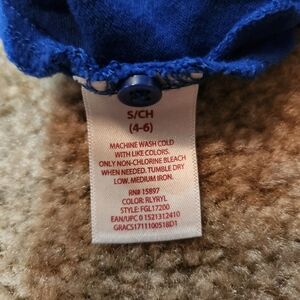 S/CH
(4-6)
MACHINE WASH COLD
WITH LIKE COLORS.
ONLY NON-CHLORINE BLEACH
WHEN NEEDED. TUMBLE DRY
LOW. MEDIUM IRON.
RN# 15897
COLOR: RLYRYL
STYLE: FGL17200
EAN/UPC 0 1521312410
GRACS1711100518D1